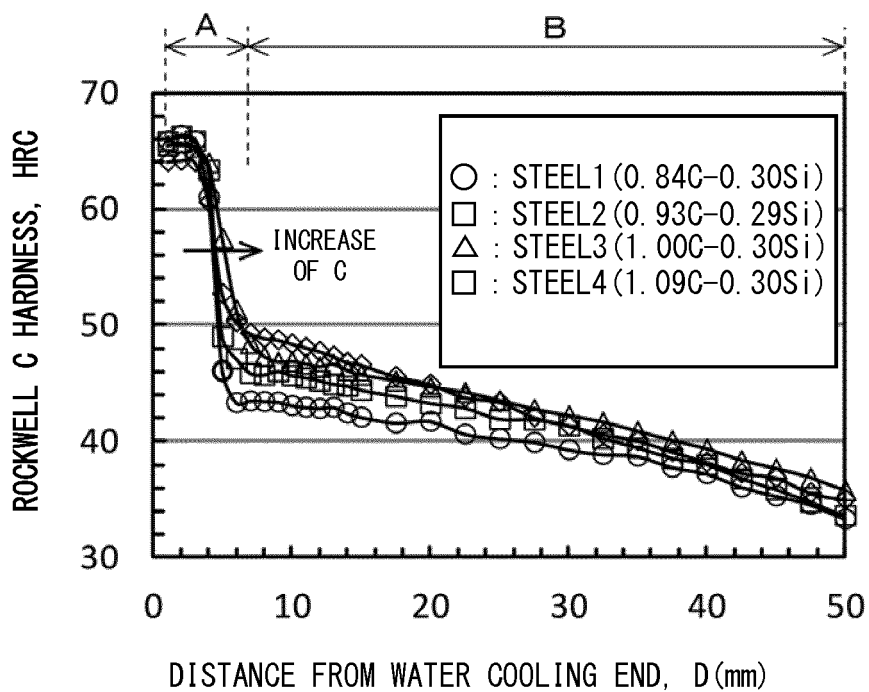 A B
70
60
50
40
30
ROCKWELL C HARDNESS, HRC
○ : STEEL1(0.84C-0.30Si)
□ : STEEL2(0.93C-0.29Si)
△ : STEEL3(1.00C-0.30Si)
□ : STEEL4(1.09C-0.30Si)
INCREASE
OF C
0 10 20 30 40 50
DISTANCE FROM WATER COOLING END, D(mm)